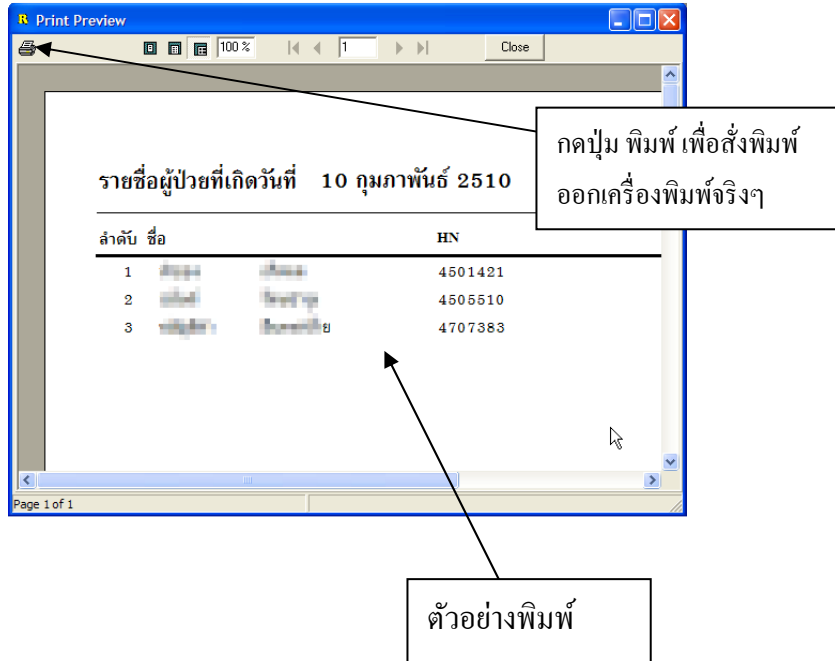 R Print Preview
100 % 1 Close
กดปุ่ม พิมพ์ เพื่อสั่งพิมพ์
ออกเครื่องพิมพ์จริงๆ
รายชื่อผู้ป่วยที่เกิดวันที่ 10 กุมภาพันธ์ 2510
ลำดับ ชื่อ HN
1 4501421
2 4505510
3 4707383
Page 1 of 1
ตัวอย่างพิมพ์